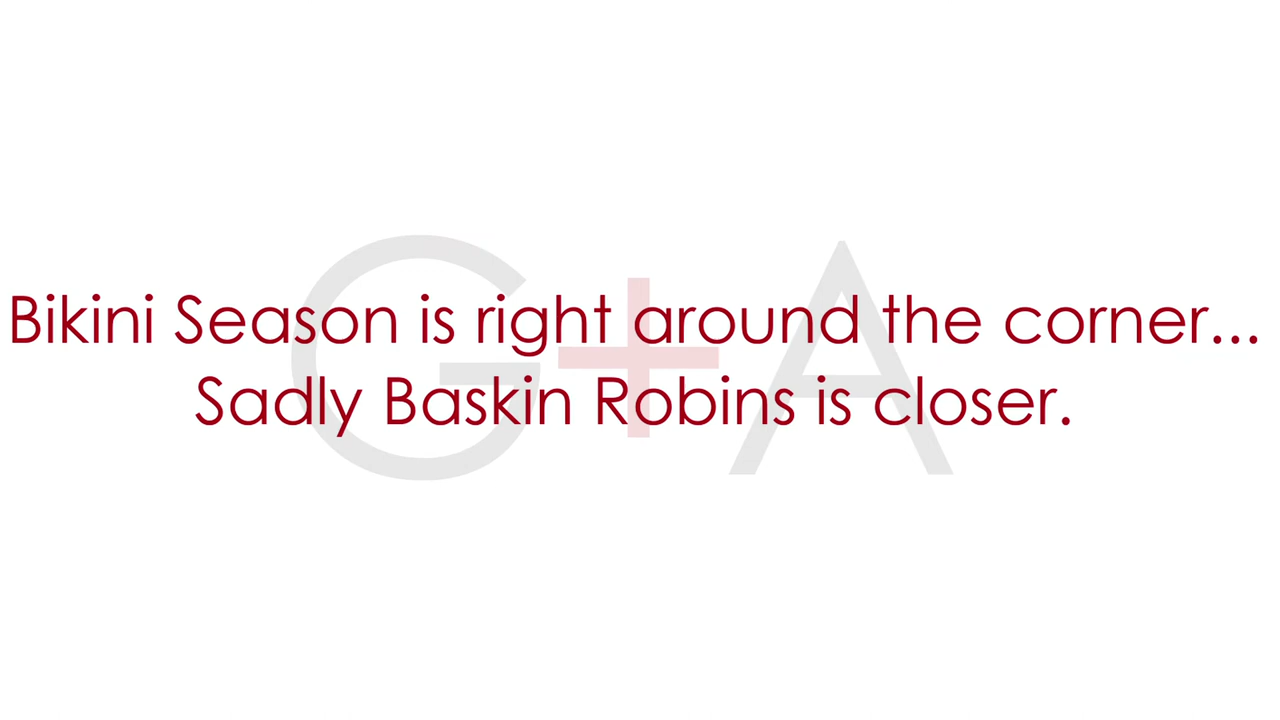 Bikini Season is right around the corner...
Sadly Baskin Robins is closer.
G+A